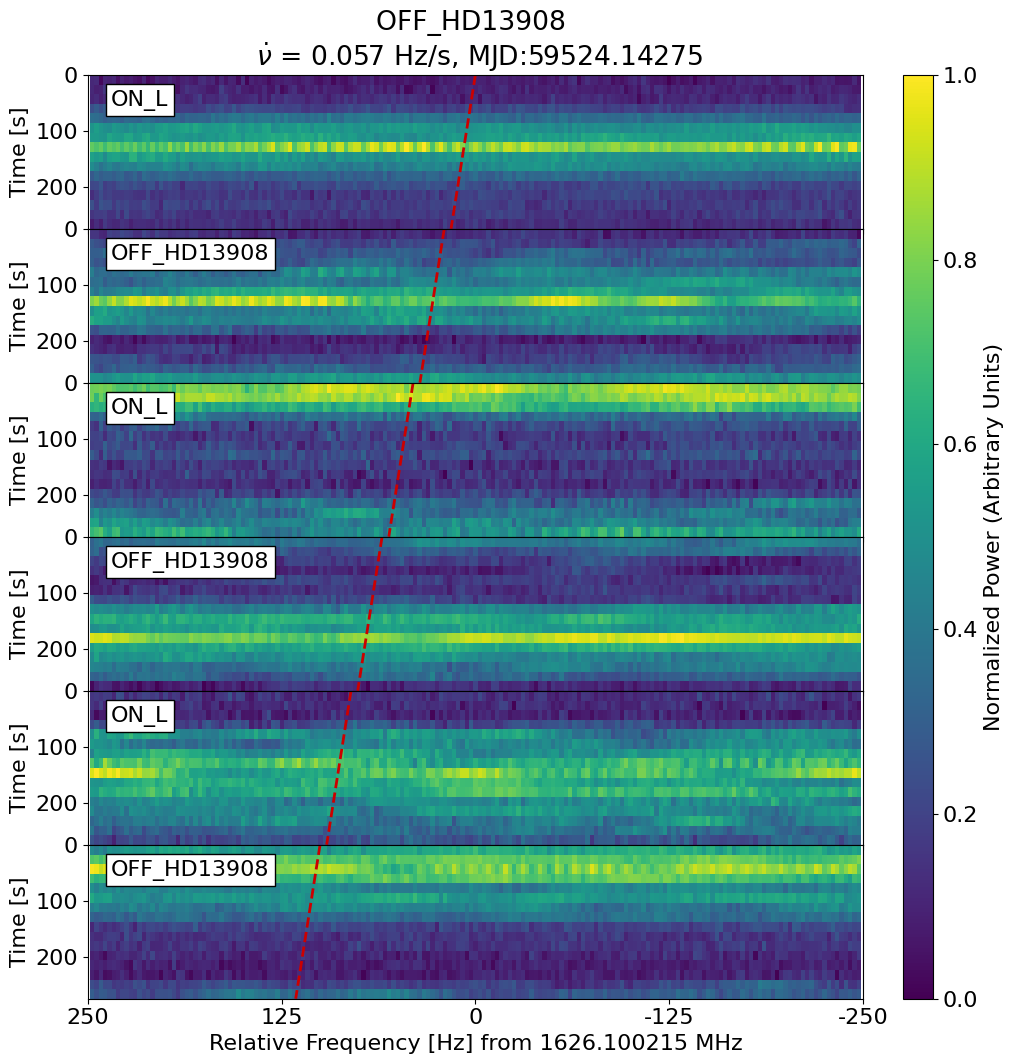 OFF_HD13908
ν̇ = 0.057 Hz/s, MJD:59524.14275
ON_L
OFF_HD13908
ON_L
OFF_HD13908
ON_L
OFF_HD13908
0
100
200
0
100
200
0
100
200
0
100
200
0
100
200
0
100
200
Time [s]
Time [s]
Time [s]
Time [s]
Time [s]
Time [s]
250
125
0
-125
-250
Relative Frequency [Hz] from 1626.100215 MHz
1.0
0.8
0.6
0.4
0.2
0.0
Normalized Power (Arbitrary Units)